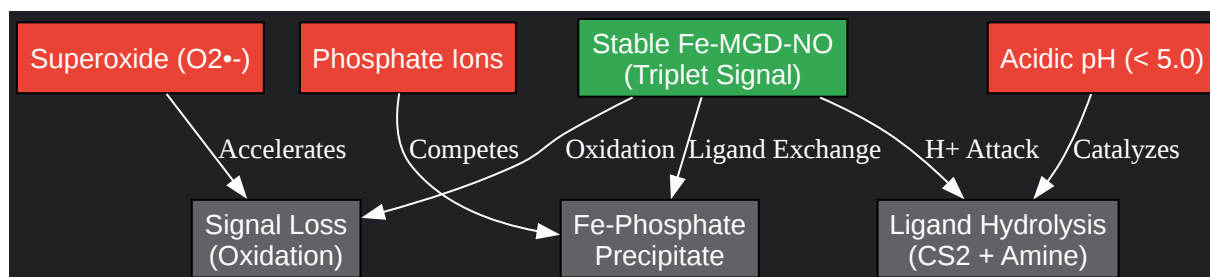 Superoxide (O2•-)
Phosphate Ions
Stable Fe-MGD-NO
(Triplet Signal)
Acidic pH (< 5.0)
Accelerates
Competes
Oxidation
Ligand Exchange
H+ Attack
Catalyzes
Signal Loss
(Oxidation)
Fe-Phosphate
Precipitate
Ligand Hydrolysis
(CS2 + Amine)